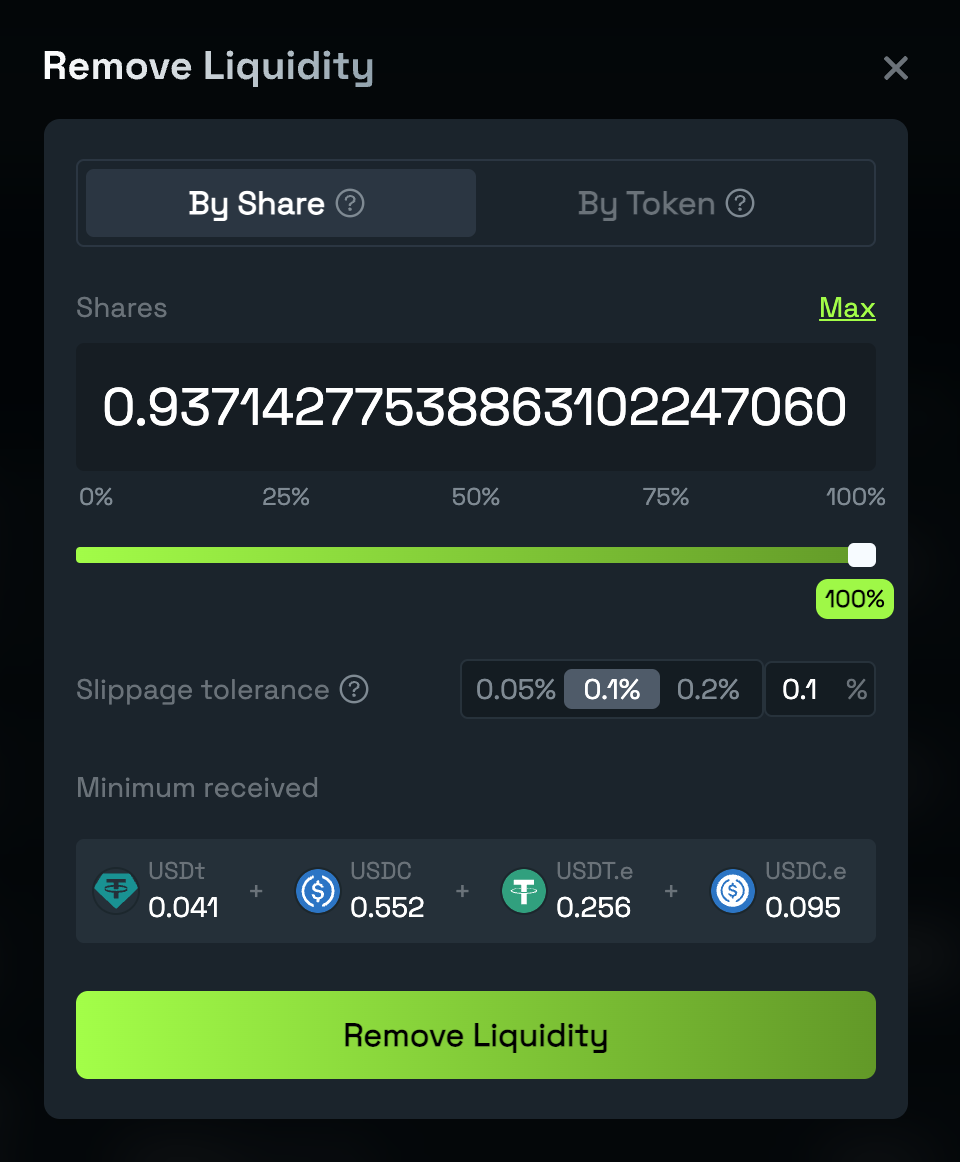 Remove Liquidity
By Share ? By Token ?
Shares Max
0.937142775388863102247060
0% 25% 50% 75% 100%
100%
Slippage tolerance ? 0.05% 0.1% 0.2% 0.1 %
Minimum received
USDt USDC USDT.e USDC.e
0.041 + 0.552 + 0.256 + 0.095
Remove Liquidity